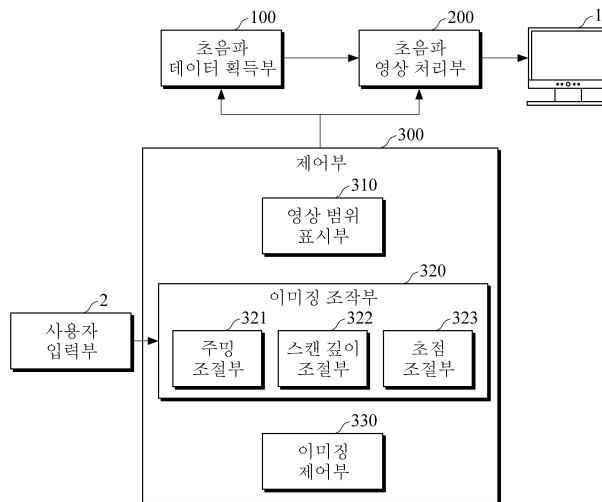 100
초음파
데이터 획득부
200
초음파
영상 처리부
1
300
제어부
310
영상 범위
표시부
320
이미징 조작부
2
사용자
입력부
321
주밍
조절부
322
스캔 깊이
조절부
323
초점
조절부
330
이미징
제어부